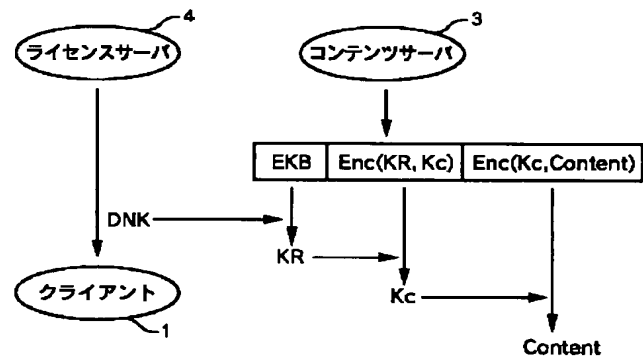 4
ライセンスサーバ
3
コンテンツサーバ
EKB
Enc(KR, Kc)
Enc(Kc,Content)
DNK
KR
Kc
クライアント
1
Content